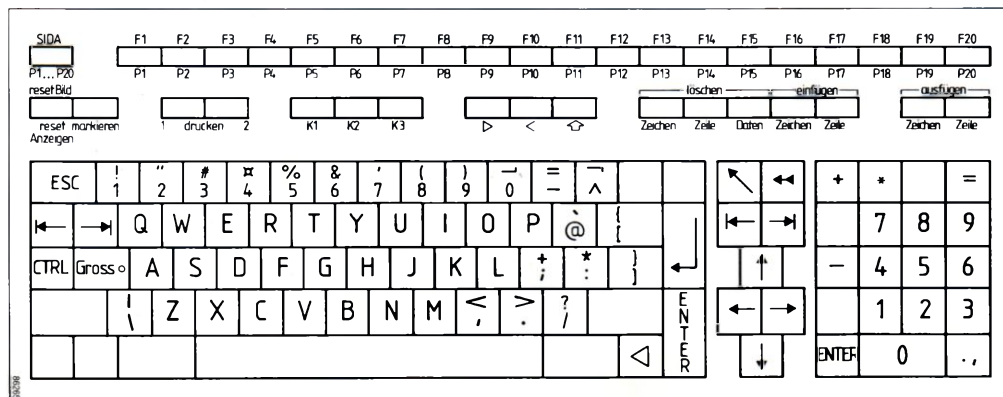 SIDA F1 F2 F3 F4 F5 F6 F7 F8 F9 F10 F11 F12 F13 F14 F15 F16 F17 F18 F19 F20
P1...P20 P1 P2 P3 P4 P5 P6 P7 P8 P9 P10 P11 P12 P13 P14 P15 P16 P17 P18 P19 P20
reset Bild löschen einfügen ausfügen
reset markieren 1 drucken 2 K1 K2 K3 ▷ < ⇧ Zeichen Zeile Daten Zeichen Zeile Zeichen Zeile
Anzeigen
ESC ! " # ¤ % & ' ( ) = ¬ ↖ ◄◄ + * =
1 2 3 4 5 6 7 8 9 0 - ^
|← →| Q W E R T Y U I O P ` @ { [ |← →| 7 8 9
CTRL Gross A S D F G H J K L + ; * : } ] ↵ ↑ - 4 5 6
¦ \ Z X C V B N M < , > . ? / ENTER ← → 1 2 3
◁ ↓ ENTER 0 . ,